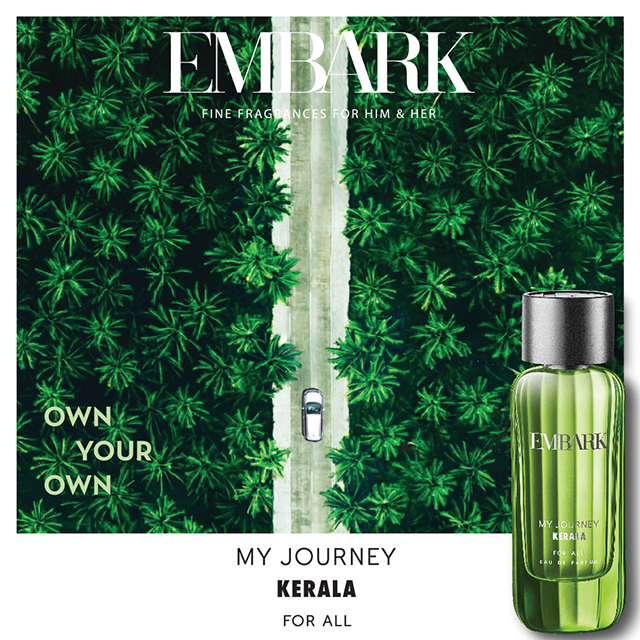 EMBARK
FINE FRAGRANCES FOR HIM & HER
OWN
YOUR
OWN
EMBARK
MY JOURNEY
KERALA
FOR ALL
EAU DE PARFUM
MY JOURNEY
KERALA
FOR ALL